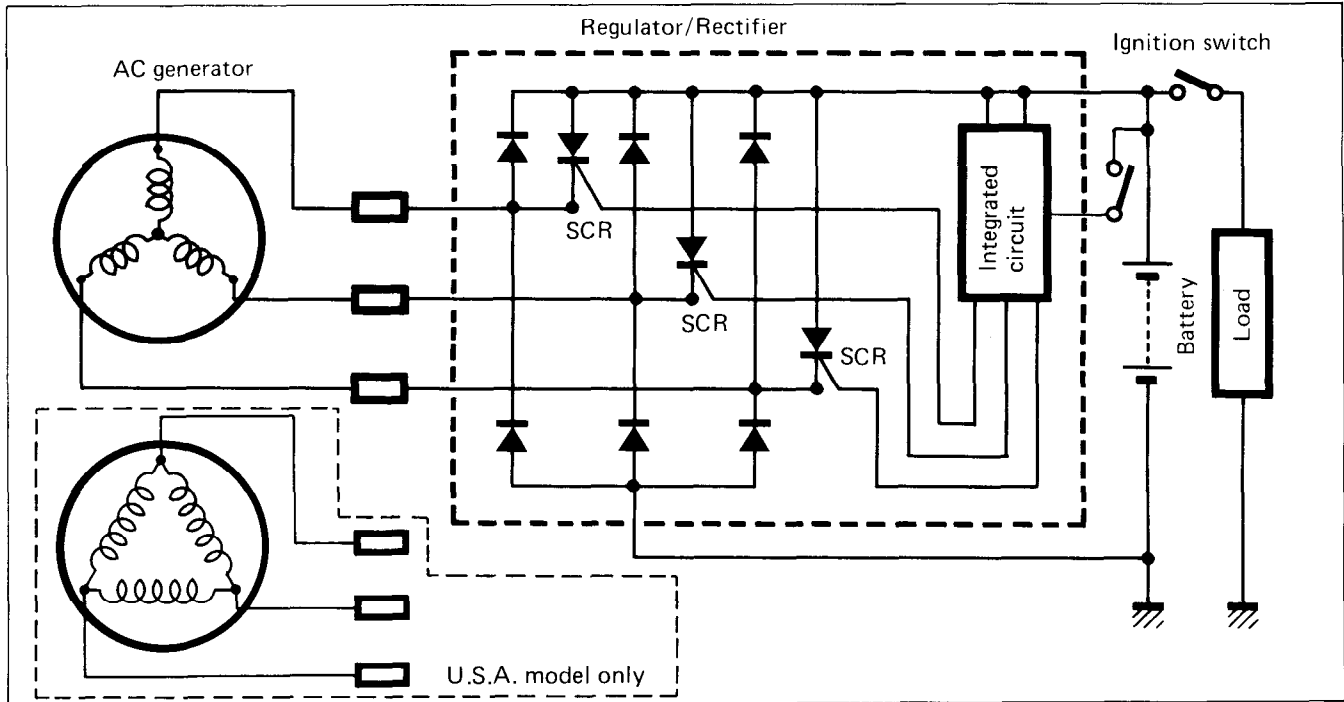 Regulator/Rectifier
Ignition switch
AC generator
SCR
SCR
SCR
Integrated
circuit
Battery
Load
U.S.A. model only